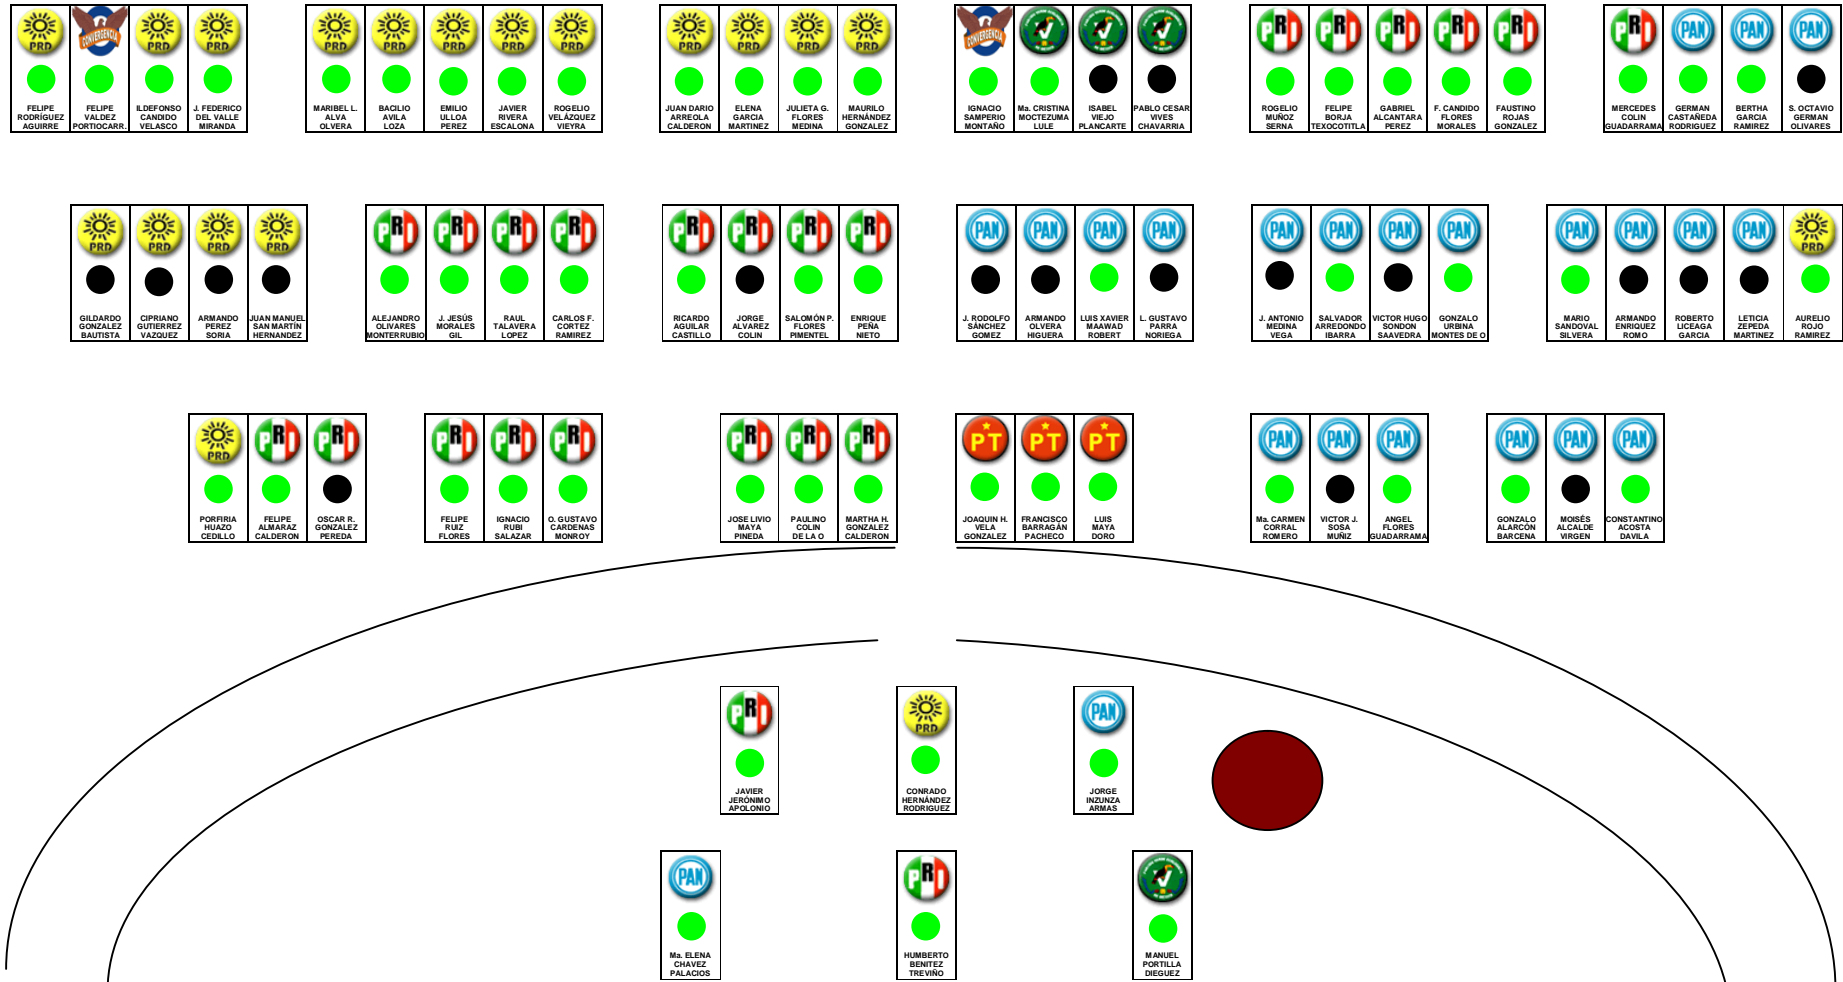 PRD CONVERGENCIA PRD PRD
FELIPE RODRÍGUEZ AGUIRRE
FELIPE VALDEZ PORTIOCARR.
ILDEFONSO CANDIDO VELASCO
J. FEDERICO DEL VALLE MIRANDA
PRD PRD PRD PRD PRD
MARIBEL L. ALVA OLVERA
BACILIO AVILA LOZA
EMILIO ULLOA PEREZ
JAVIER RIVERA ESCALONA
ROGELIO VELÁZQUEZ VIEYRA
PRD PRD PRD PRD
JUAN DARIO ARREOLA CALDERON
ELENA GARCIA MARTINEZ
JULIETA G. FLORES MEDINA
MAURILO HERNÁNDEZ GONZALEZ
CONVERGENCIA
IGNACIO SAMPERIO MONTAÑO
Ma. CRISTINA MOCTEZUMA LULE
ISABEL VIEJO PLANCARTE
PABLO CESAR VIVES CHAVARRIA
PRI PRI PRI PRI PRI
ROGELIO MUÑOZ SERNA
FELIPE BORJA TEXOCOTITLA
GABRIEL ALCANTARA PEREZ
F. CANDIDO FLORES MORALES
FAUSTINO ROJAS GONZALEZ
PRI PAN PAN PAN
MERCEDES COLIN GUADARRAMA
GERMAN CASTAÑEDA RODRIGUEZ
BERTHA GARCIA RAMIREZ
S. OCTAVIO GERMAN OLIVARES
PRD PRD PRD PRD
GILDARDO GONZALEZ BAUTISTA
CIPRIANO GUTIERREZ VAZQUEZ
ARMANDO PEREZ SORIA
JUAN MANUEL SAN MARTÍN HERNANDEZ
PRI PRI PRI PRI
ALEJANDRO OLIVARES MONTERRUBIO
J. JESÚS MORALES GIL
RAUL TALAVERA LOPEZ
CARLOS F. CORTEZ RAMIREZ
PRI PRI PRI PRI
RICARDO AGUILAR CASTILLO
JORGE ALVAREZ COLIN
SALOMÓN P. FLORES PIMENTEL
ENRIQUE PEÑA NIETO
PAN PAN PAN PAN
J. RODOLFO SÁNCHEZ GOMEZ
ARMANDO OLVERA HIGUERA
LUIS XAVIER MAAWAD ROBERT
L. GUSTAVO PARRA NORIEGA
PAN PAN PAN PAN
J. ANTONIO MEDINA VEGA
SALVADOR ARREDONDO IBARRA
VICTOR HUGO SONDON SAAVEDRA
GONZALO URBINA MONTES DE O
PAN PAN PAN PAN PRD
MARIO SANDOVAL SILVERA
ARMANDO ENRIQUEZ ROMO
ROBERTO LICEAGA GARCIA
LETICIA ZEPEDA MARTINEZ
AURELIO ROJO RAMIREZ
PRD PRI PRI
PORFIRIA HUAZO CEDILLO
FELIPE ALMARAZ CALDERON
OSCAR R. GONZALEZ PEREDA
PRI PRI PRI
FELIPE RUIZ FLORES
IGNACIO RUBI SALAZAR
O. GUSTAVO CARDENAS MONROY
PRI PRI PRI
JOSE LIVIO MAYA PINEDA
PAULINO COLIN DE LA O
MARTHA H. GONZALEZ CALDERON
PT PT PT
JOAQUIN H. VELA GONZALEZ
FRANCISCO BARRAGÁN PACHECO
LUIS MAYA DORO
PAN PAN PAN
Ma. CARMEN CORRAL ROMERO
VICTOR J. SOSA MUÑIZ
ANGEL FLORES GUADARRAMA
PAN PAN PAN
GONZALO ALARCÓN BARCENA
MOISÉS ALCALDE VIRGEN
CONSTANTINO ACOSTA DAVILA
PRI
JAVIER JERÓNIMO APOLONIO
PRD
CONRADO HERNÁNDEZ RODRIGUEZ
PAN
JORGE INZUNZA ARMAS
PAN
Ma. ELENA CHAVEZ PALACIOS
PRI
HUMBERTO BENITEZ TREVIÑO
MANUEL PORTILLA DIEGUEZ